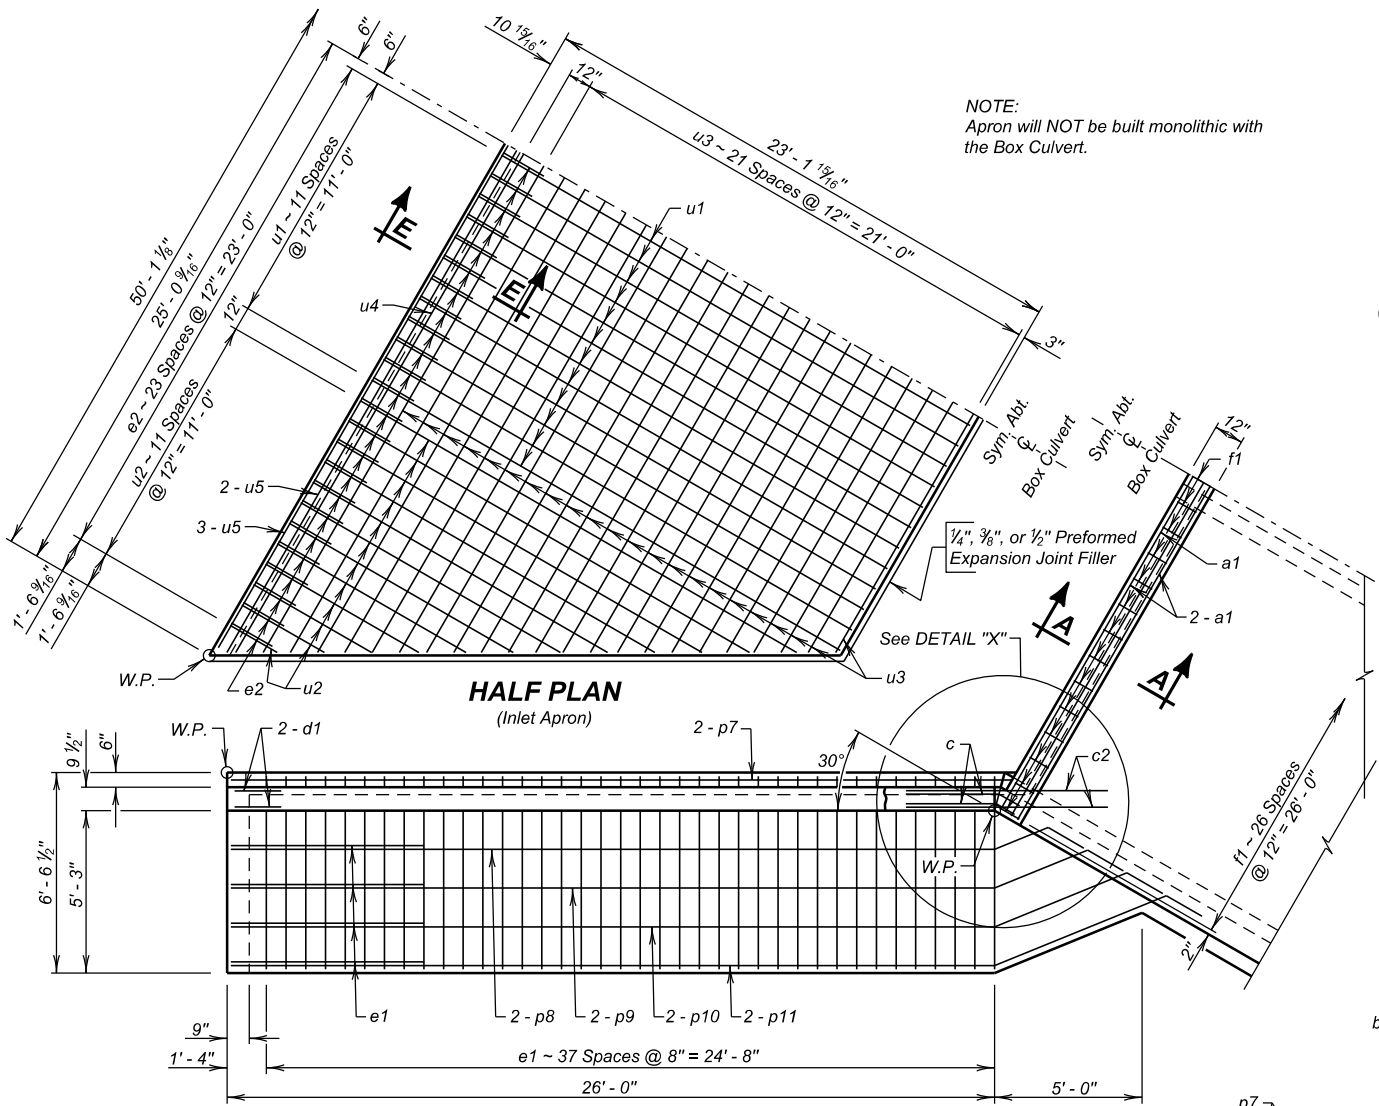 6"
6"
10 15/16"
12"
23' - 1 15/16"
u3 ~ 21 Spaces @ 12" = 21' - 0"
3"
NOTE:
Apron will NOT be built monolithic with
the Box Culvert.
50' - 1 1/8"
25' - 0 9/16"
e2 ~ 23 Spaces @ 12" = 23' - 0"
u1 ~ 11 Spaces
@ 12" = 11' - 0"
12"
u2 ~ 11 Spaces
@ 12" = 11' - 0"
1' - 6 9/16"
1' - 6 9/16"
E
E
u1
u4
2 - u5
3 - u5
W.P.
e2
u2
u3
Sym. Abt.
℄
Box Culvert
Sym. Abt.
℄
Box Culvert
12"
f1
a1
2 - a1
1/4", 3/8", or 1/2" Preformed
Expansion Joint Filler
A
A
See DETAIL "X"
HALF PLAN
(Inlet Apron)
W.P.
2 - d1
2 - p7
30°
c
c2
W.P.
9 1/2"
6"
6' - 6 1/2"
5' - 3"
f1 ~ 26 Spaces
@ 12" = 26' - 0"
2"
e1
2 - p8
2 - p9
2 - p10
2 - p11
9"
1' - 4"
e1 ~ 37 Spaces @ 8" = 24' - 8"
26' - 0"
5' - 0"
b
p7